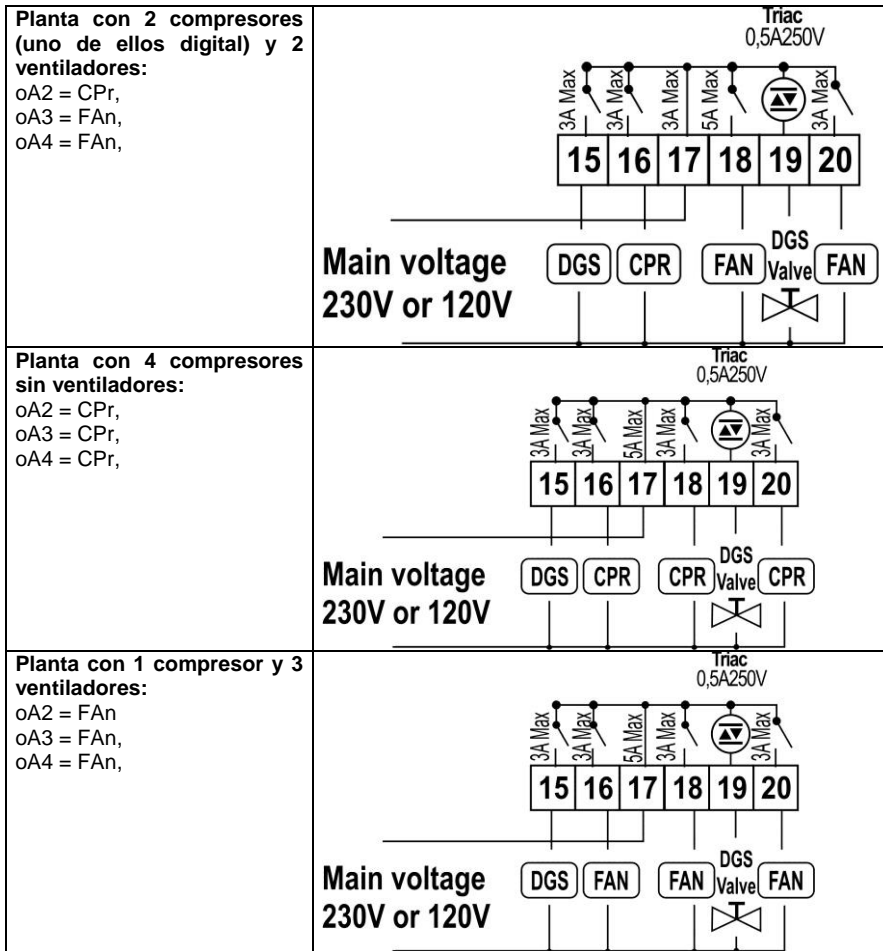 Planta con 2 compresores
(uno de ellos digital) y 2
ventiladores:
oA2 = CPr,
oA3 = FAn,
oA4 = FAn,
Triac
0,5A250V
3A Max 3A Max 3A Max 5A Max 3A Max
15 16 17 18 19 20
Main voltage
230V or 120V
DGS CPR FAN DGS Valve FAN
Planta con 4 compresores
sin ventiladores:
oA2 = CPr,
oA3 = CPr,
oA4 = CPr,
Triac
0,5A250V
3A Max 3A Max 5A Max 3A Max 3A Max
15 16 17 18 19 20
Main voltage
230V or 120V
DGS CPR CPR DGS Valve CPR
Planta con 1 compresor y 3
ventiladores:
oA2 = FAn
oA3 = FAn,
oA4 = FAn,
Triac
0,5A250V
3A Max 3A Max 5A Max 3A Max 3A Max
15 16 17 18 19 20
Main voltage
230V or 120V
DGS FAN FAN DGS Valve FAN